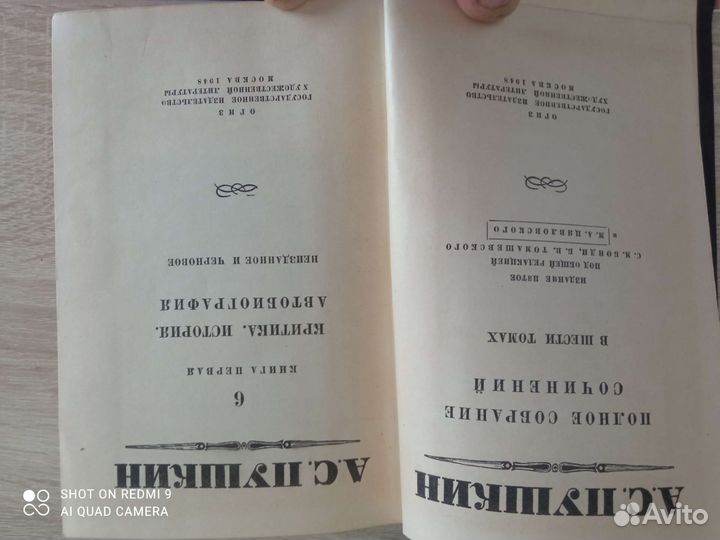 А.С. ПУШКИН
ПОЛНОЕ СОБРАНИЕ
СОЧИНЕНИЙ
В ШЕСТИ ТОМАХ
ИЗДАНИЕ ПЯТОЕ
ПОД ОБЩЕЙ РЕДАКЦИЕЙ
С. М. БОНДИ, Б. В. ТОМАШЕВСКОГО
и М. А. ЦЯВЛОВСКОГО
ОГИЗ
ГОСУДАРСТВЕННОЕ ИЗДАТЕЛЬСТВО
ХУДОЖЕСТВЕННОЙ ЛИТЕРАТУРЫ
МОСКВА 1948
А.С. ПУШКИН
6
КНИГА ПЕРВАЯ
КРИТИКА. ИСТОРИЯ.
АВТОБИОГРАФИЯ
НЕИЗДАННОЕ И ЧЕРНОВОЕ
ОГИЗ
ГОСУДАРСТВЕННОЕ ИЗДАТЕЛЬСТВО
ХУДОЖЕСТВЕННОЙ ЛИТЕРАТУРЫ
МОСКВА 1948
SHOT ON REDMI 9
AI QUAD CAMERA
Avito